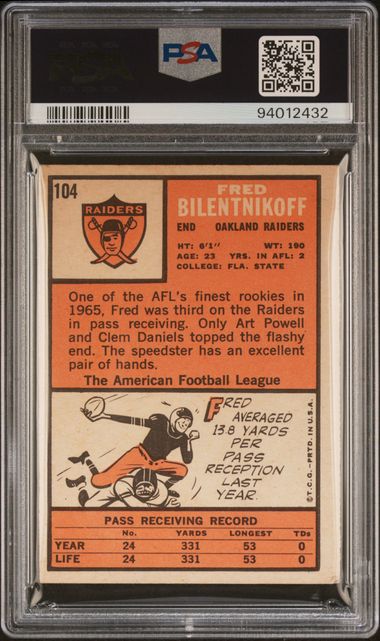 PSA
94012432
104
RAIDERS
FRED
BILENTNIKOFF
END OAKLAND RAIDERS
HT: 6'1" WT: 190
AGE: 23 YRS. IN AFL: 2
COLLEGE: FLA. STATE
One of the AFL's finest rookies in
1965, Fred was third on the Raiders
in pass receiving. Only Art Powell
and Clem Daniels topped the flashy
end. The speedster has an excellent
pair of hands.
The American Football League
FRED
AVERAGED
13.8 YARDS
PER
PASS
RECEPTION
LAST
YEAR.
©T.C.G.-PRTD. IN U.S.A.
PASS RECEIVING RECORD
No. YARDS LONGEST TDs
YEAR 24 331 53 0
LIFE 24 331 53 0